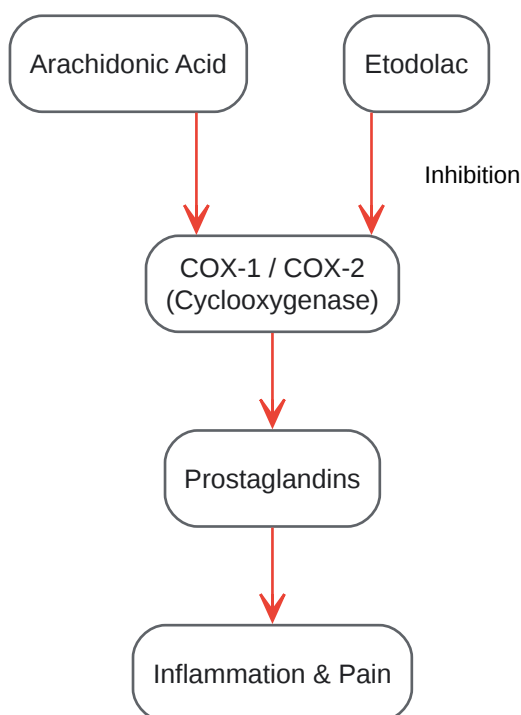 Arachidonic Acid
Etodolac
Inhibition
COX-1 / COX-2
(Cyclooxygenase)
Prostaglandins
Inflammation & Pain